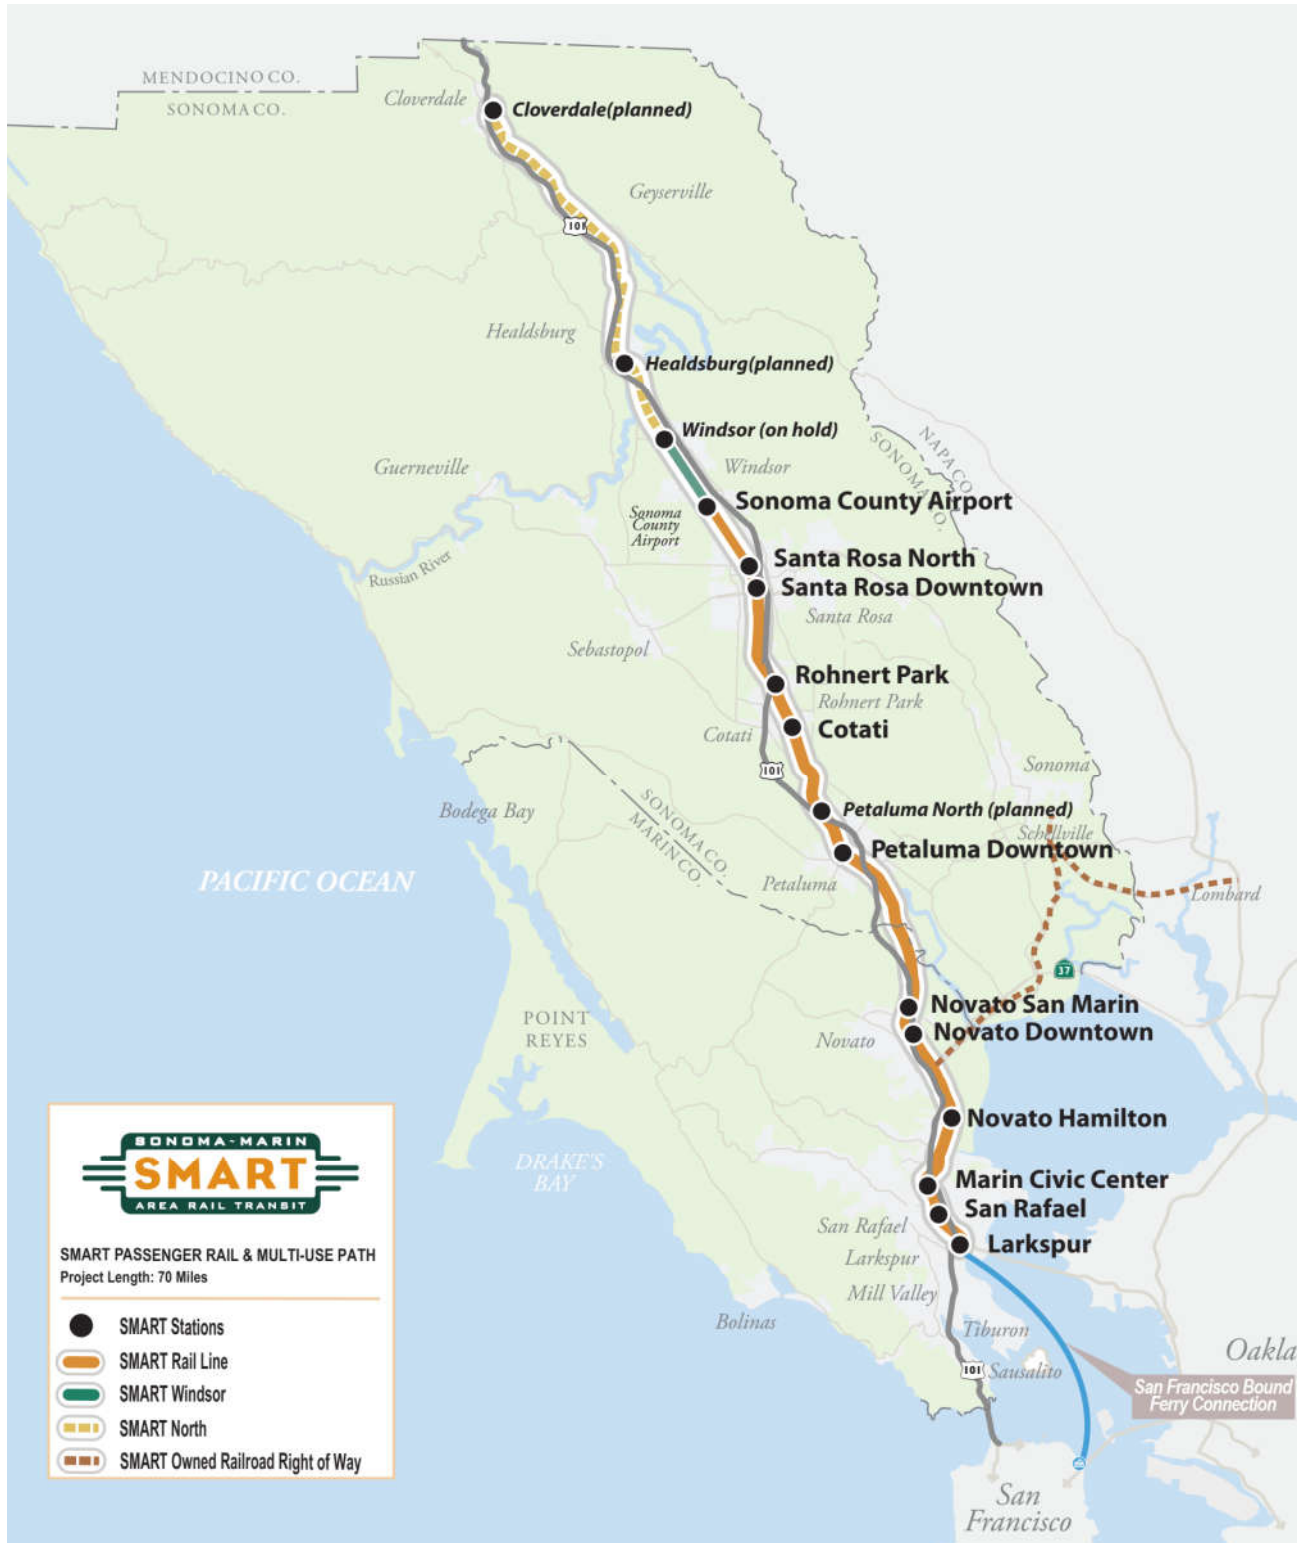 MENDOCINO CO.
SONOMA CO.
Cloverdale
Cloverdale(planned)
Geyserville
101
Healdsburg
Healdsburg(planned)
Windsor (on hold)
NAPA CO.
SONOMA CO.
Guerneville
Windsor
Sonoma County Airport
Sonoma
County
Airport
Santa Rosa North
Russian River
Santa Rosa Downtown
Santa Rosa
Sebastopol
Rohnert Park
Rohnert Park
Cotati
Cotati
101
Sonoma
SONOMA CO.
MARIN CO.
Bodega Bay
Petaluma North (planned)
Schellville
Petaluma Downtown
PACIFIC OCEAN
Petaluma
Lombard
37
Novato San Marin
POINT
REYES
Novato
Novato Downtown
Novato Hamilton
DRAKE'S
BAY
Marin Civic Center
San Rafael
San Rafael
Larkspur
Larkspur
Mill Valley
Bolinas
Tiburon
101
Sausalito
Oakla
San Francisco Bound
Ferry Connection
San
Francisco
SONOMA-MARIN
SMART
AREA RAIL TRANSIT
SMART PASSENGER RAIL & MULTI-USE PATH
Project Length: 70 Miles
SMART Stations
SMART Rail Line
SMART Windsor
SMART North
SMART Owned Railroad Right of Way